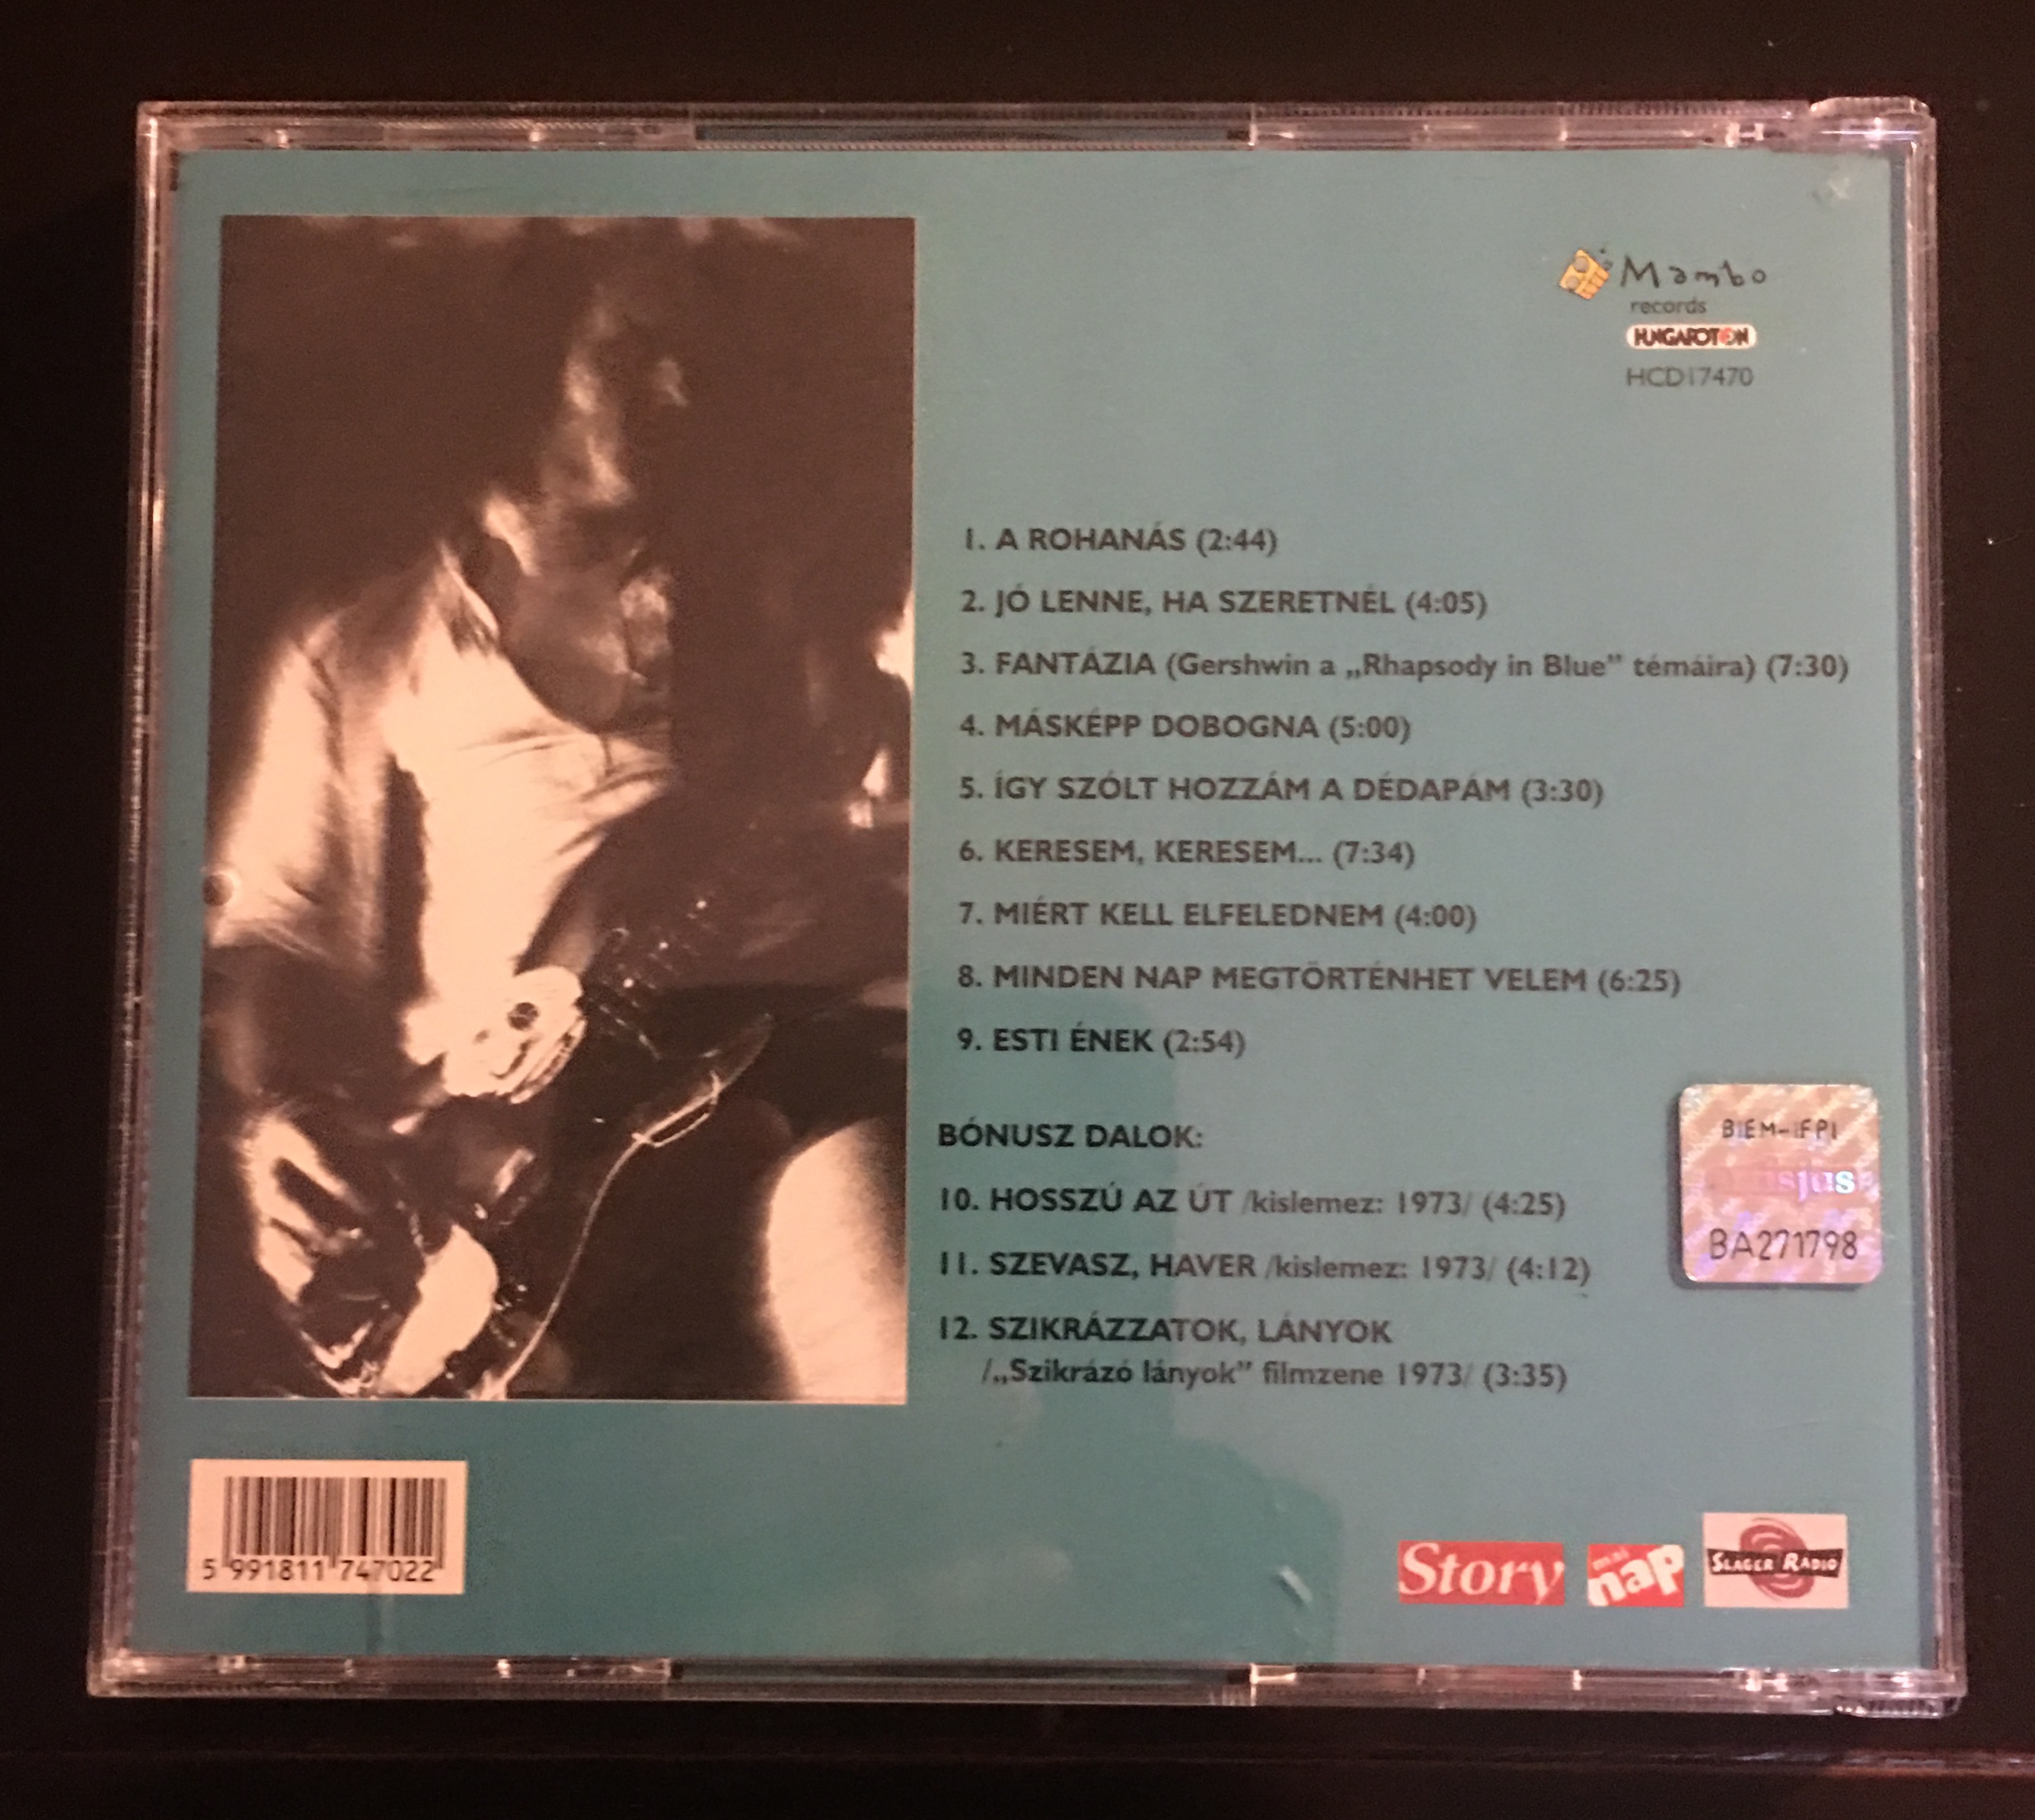 Mambo
records
HUNGAROTON
HCD17470
1. A ROHANÁS (2:44)
2. JÓ LENNE, HA SZERETNÉL (4:05)
3. FANTÁZIA (Gershwin a „Rhapsody in Blue” témáira) (7:30)
4. MÁSKÉPP DOBOGNA (5:00)
5. ÍGY SZÓLT HOZZÁM A DÉDAPÁM (3:30)
6. KERESEM, KERESEM... (7:34)
7. MIÉRT KELL ELFELEDNEM (4:00)
8. MINDEN NAP MEGTÖRTÉNHET VELEM (6:25)
9. ESTI ÉNEK (2:54)
BÓNUSZ DALOK:
10. HOSSZÚ AZ ÚT /kislemez: 1973/ (4:25)
11. SZEVASZ, HAVER /kislemez: 1973/ (4:12)
12. SZIKRÁZZATOK, LÁNYOK
/„Szikrázó lányok” filmzene 1973/ (3:35)
BIEM-IFPI
Artisjus
BA271798
5 991811 747022
Story
mai
nap
SLÁGER RÁDIÓ